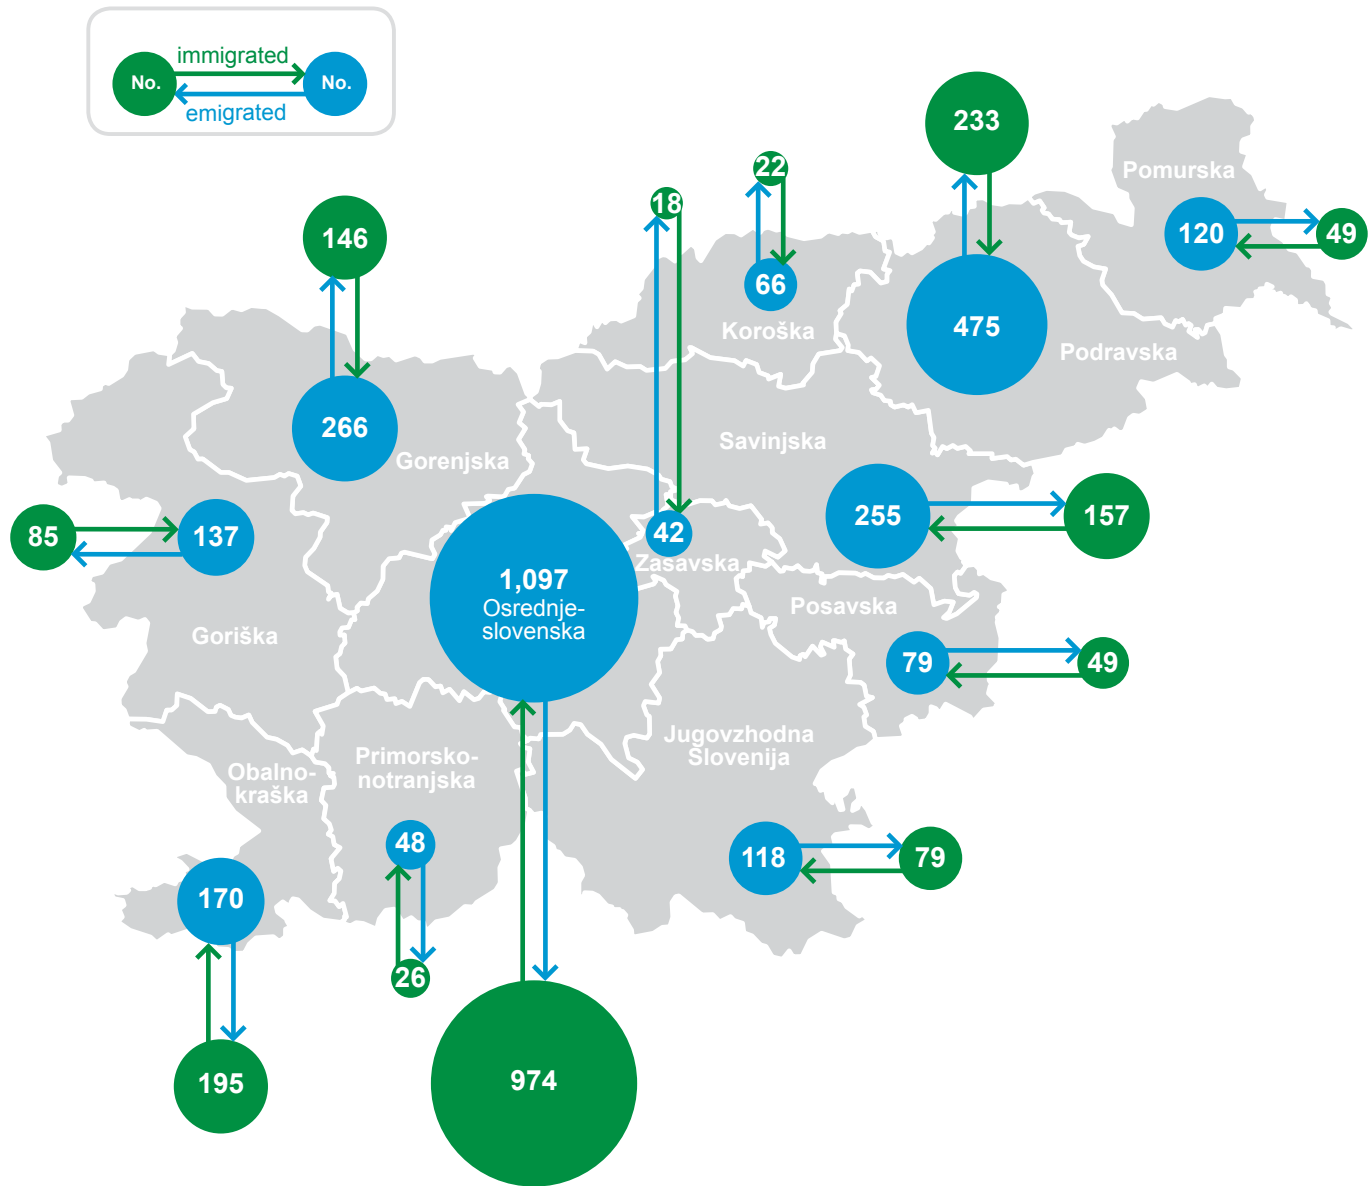 immigrated
No.
No.
emigrated
233
22
Pomurska
18
120
49
146
66
475
Koroška
Podravska
266
Savinjska
Gorenjska
255
157
85
137
42
Zasavska
1,097
Osrednje-
slovenska
Posavska
Goriška
79
49
Jugovzhodna
Slovenija
Primorsko-
notranjska
Obalno-
kraška
48
118
79
170
26
974
195